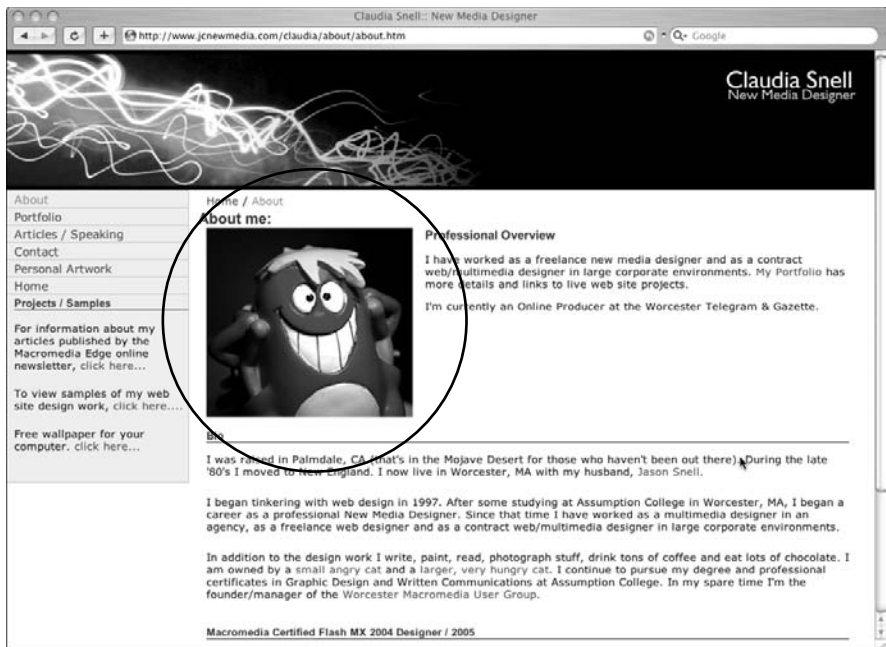 Claudia Snell:: New Media Designer
http://www.jcnewmedia.com/claudia/about/about.htm
Google
Claudia Snell
New Media Designer
About
Portfolio
Articles / Speaking
Contact
Personal Artwork
Home
Projects / Samples
For information about my
articles published by the
Macromedia Edge online
newsletter, click here...
To view samples of my web
site design work, click here....
Free wallpaper for your
computer. click here...
Home / About
About me:
Professional Overview
I have worked as a freelance new media designer and as a contract
web/multimedia designer in large corporate environments. My Portfolio has
more details and links to live web site projects.
I'm currently an Online Producer at the Worcester Telegram & Gazette.
Bio
I was raised in Palmdale, CA (that's in the Mojave Desert for those who haven't been out there). During the late
'80's I moved to New England. I now live in Worcester, MA with my husband, Jason Snell.
I began tinkering with web design in 1997. After some studying at Assumption College in Worcester, MA, I began a
career as a professional New Media Designer. Since that time I have worked as a multimedia designer in an
agency, as a freelance web designer and as a contract web/multimedia designer in large corporate environments.
In addition to the design work I write, paint, read, photograph stuff, drink tons of coffee and eat lots of chocolate. I
am owned by a small angry cat and a larger, very hungry cat. I continue to pursue my degree and professional
certificates in Graphic Design and Written Communications at Assumption College. In my spare time I'm the
founder/manager of the Worcester Macromedia User Group.
Macromedia Certified Flash MX 2004 Designer / 2005